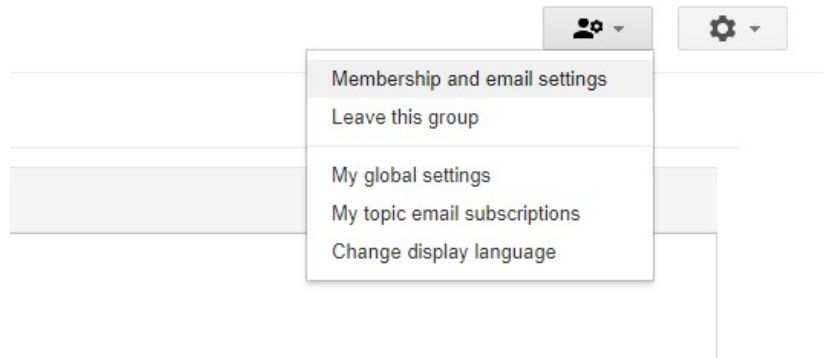 Membership and email settings
Leave this group
My global settings
My topic email subscriptions
Change display language